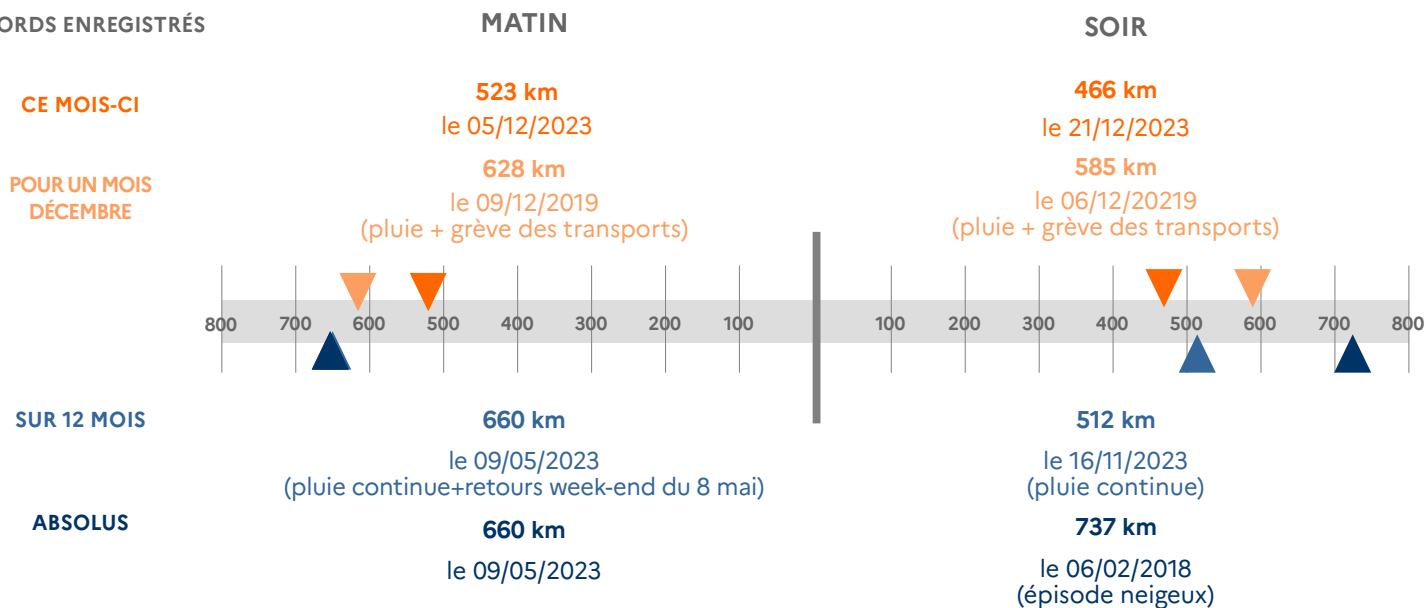 ORDS ENREGISTRÉS
MATIN
SOIR
CE MOIS-CI
523 km
le 05/12/2023
466 km
le 21/12/2023
POUR UN MOIS
DÉCEMBRE
628 km
le 09/12/2019
(pluie + grève des transports)
585 km
le 06/12/20219
(pluie + grève des transports)
800 700 600 500 400 300 200 100 100 200 300 400 500 600 700 800
SUR 12 MOIS
660 km
le 09/05/2023
(pluie continue+retours week-end du 8 mai)
512 km
le 16/11/2023
(pluie continue)
ABSOLUS
660 km
le 09/05/2023
737 km
le 06/02/2018
(épisode neigeux)